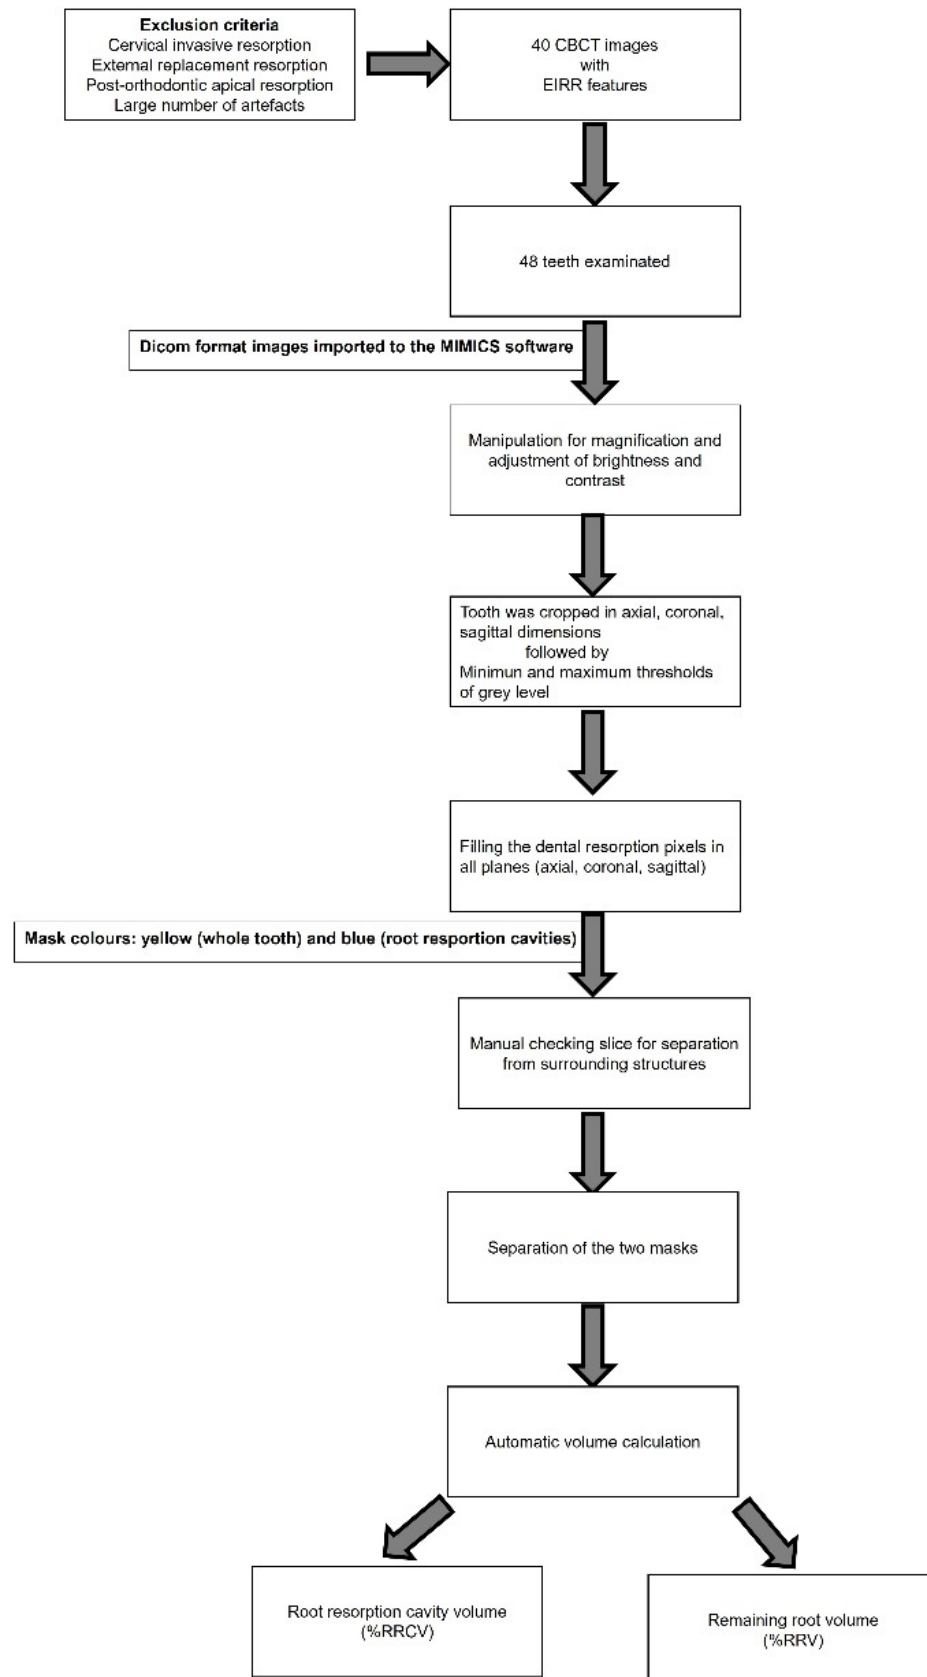 Exclusion criteria
Cervical invasive resorption
External replacement resorption
Post-orthodontic apical resorption
Large number of artefacts
40 CBCT images
with
EIRR features
48 teeth examinated
Dicom format images imported to the MIMICS software
Manipulation for magnification and
adjustment of brightness and
contrast
Tooth was cropped in axial, coronal,
sagittal dimensions
followed by
Minimun and maximum thresholds
of grey level
Filling the dental resorption pixels in
all planes (axial, coronal, sagittal)
Mask colours: yellow (whole tooth) and blue (root resportion cavities)
Manual checking slice for separation
from surrounding structures
Separation of the two masks
Automatic volume calculation
Root resorption cavity volume
(%RRCV)
Remaining root volume
(%RRV)